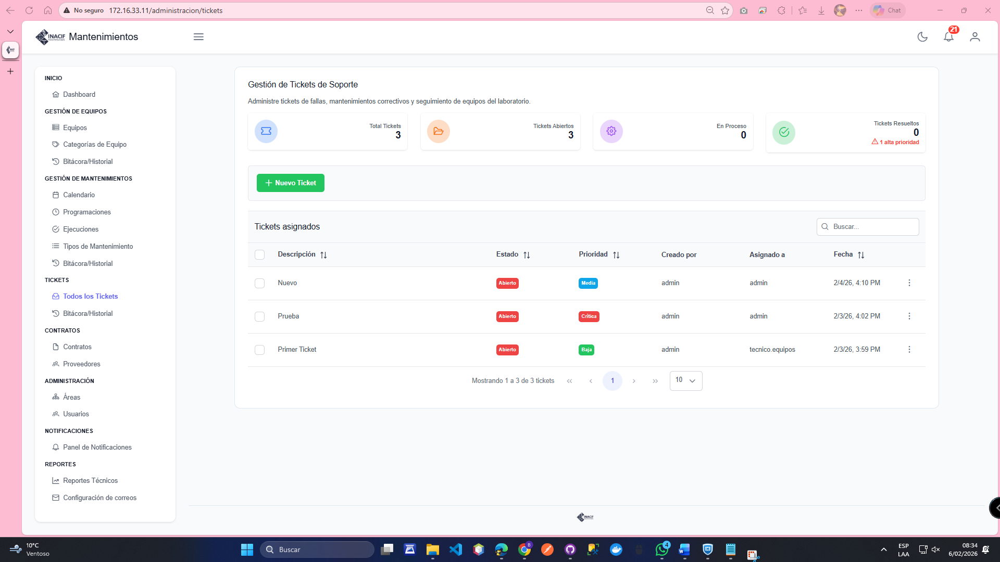 No seguro 172.16.33.11/administracion/tickets
Chat
INACIF Mantenimientos
21
INICIO
Dashboard
GESTIÓN DE EQUIPOS
Equipos
Categorías de Equipo
Bitácora/Historial
GESTIÓN DE MANTENIMIENTOS
Calendario
Programaciones
Ejecuciones
Tipos de Mantenimiento
Bitácora/Historial
TICKETS
Todos los Tickets
Bitácora/Historial
CONTRATOS
Contratos
Proveedores
ADMINISTRACIÓN
Áreas
Usuarios
NOTIFICACIONES
Panel de Notificaciones
REPORTES
Reportes Técnicos
Configuración de correos
Gestión de Tickets de Soporte
Administre tickets de fallas, mantenimientos correctivos y seguimiento de equipos del laboratorio.
Total Tickets
3
Tickets Abiertos
3
En Proceso
0
Tickets Resueltos
0
1 alta prioridad
Nuevo Ticket
Tickets asignados
Buscar...
Descripción Estado Prioridad Creado por Asignado a Fecha
Nuevo Abierto Media admin admin 2/4/26, 4:10 PM
Prueba Abierto Crítica admin admin 2/3/26, 4:02 PM
Primer Ticket Abierto Baja admin tecnico.equipos 2/3/26, 3:59 PM
Mostrando 1 a 3 de 3 tickets « ‹ 1 › » 10
INACIF
10°C
Ventoso
Buscar
B
4
ESP
LAA
08:34
6/02/2026